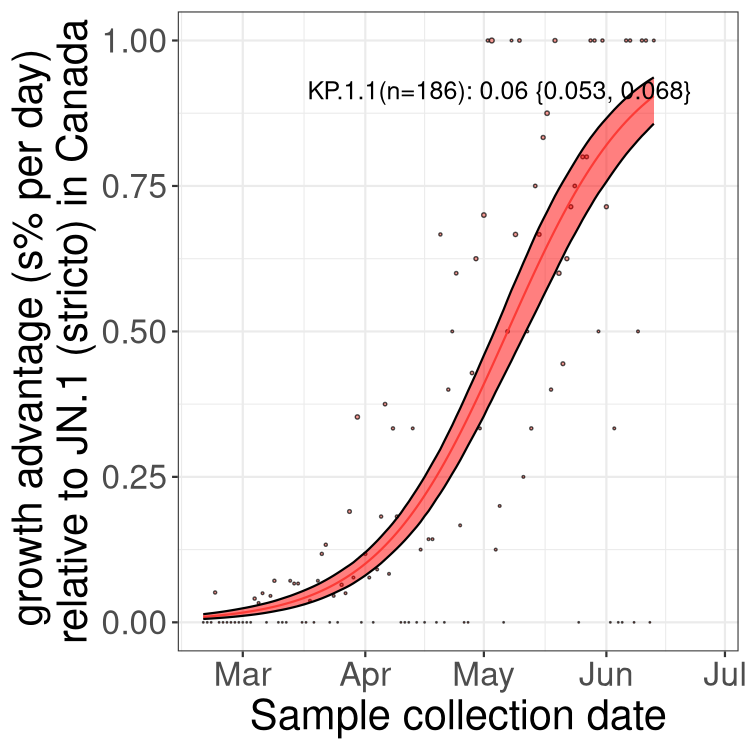 growth advantage (s% per day)
relative to JN.1 (stricto) in Canada
1.00
0.75
0.50
0.25
0.00
KP.1.1(n=186): 0.06 {0.053, 0.068}
Mar Apr May Jun Jul
Sample collection date